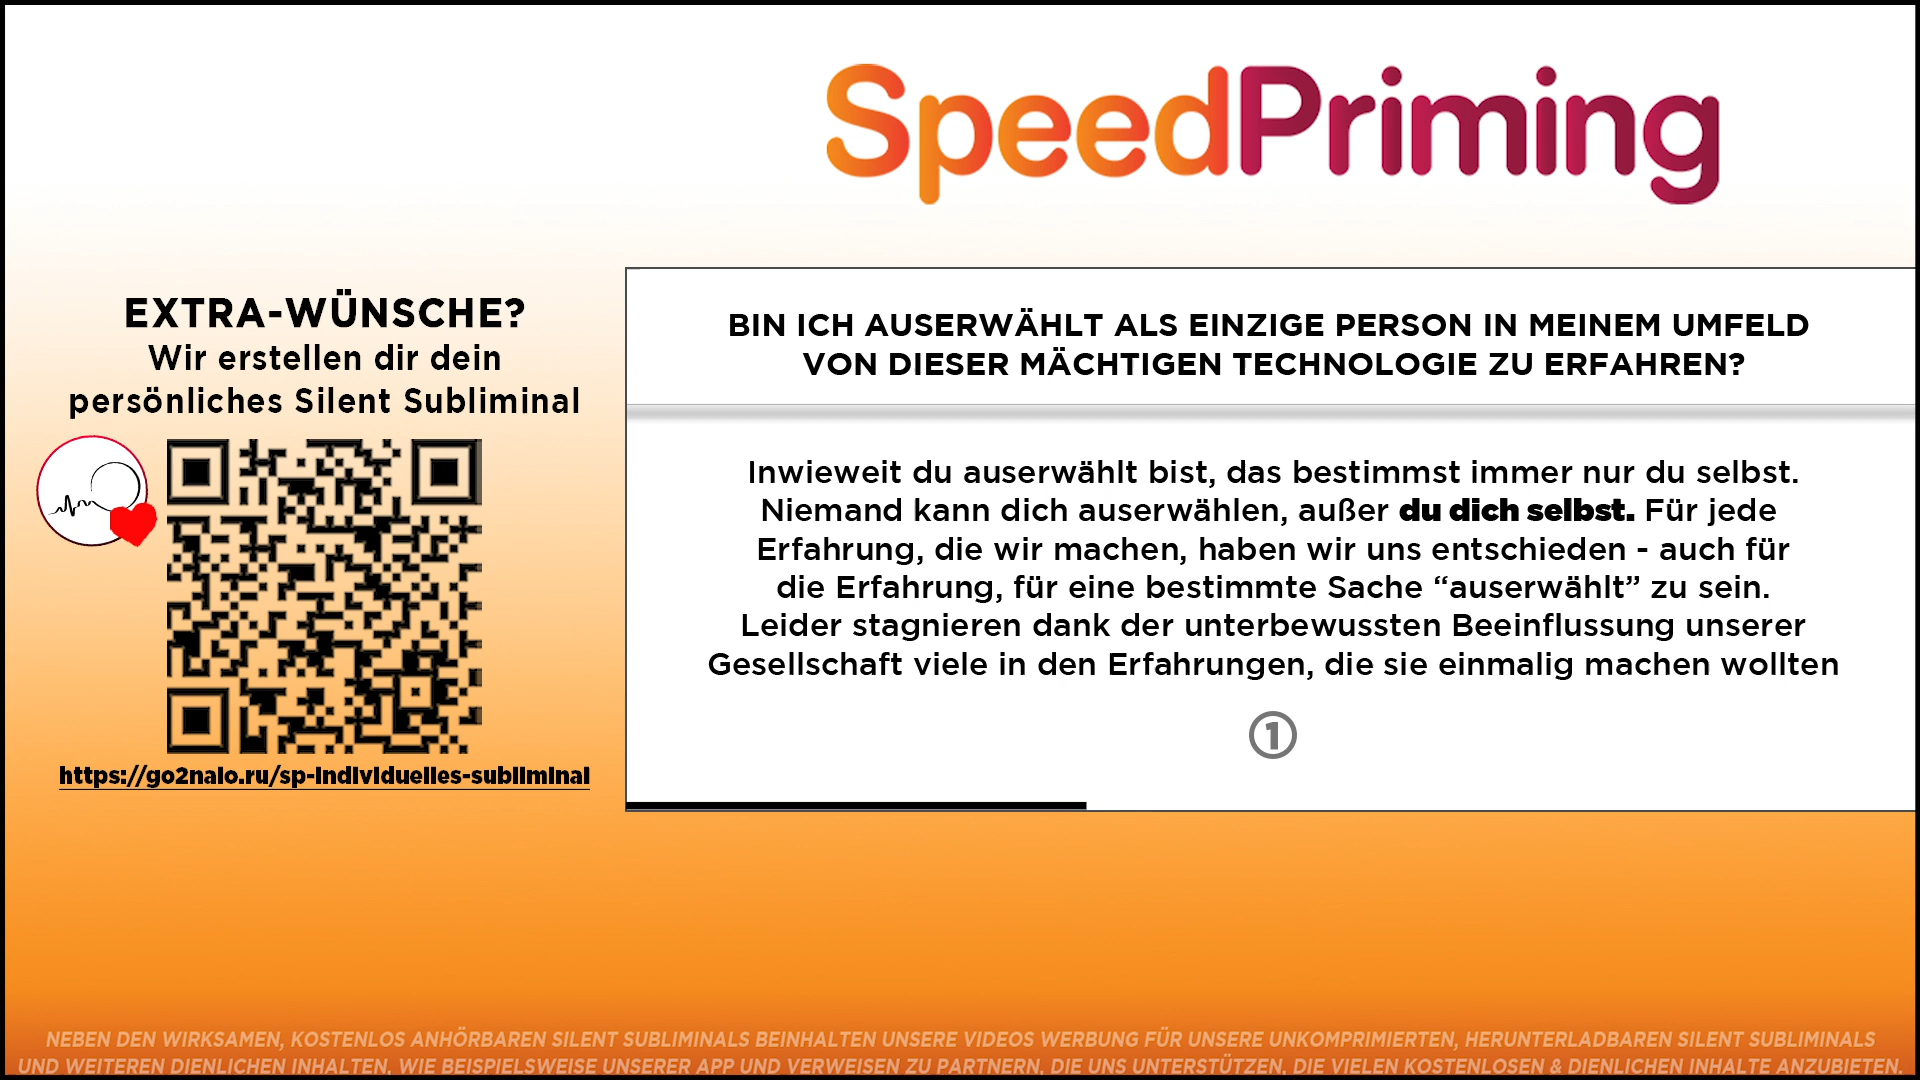 SpeedPriming
EXTRA-WÜNSCHE?
Wir erstellen dir dein
persönliches Silent Subliminal
https://go2nalo.ru/sp-individuelles-subliminal
BIN ICH AUSERWÄHLT ALS EINZIGE PERSON IN MEINEM UMFELD
VON DIESER MÄCHTIGEN TECHNOLOGIE ZU ERFAHREN?
Inwieweit du auserwählt bist, das bestimmst immer nur du selbst.
Niemand kann dich auserwählen, außer du dich selbst. Für jede
Erfahrung, die wir machen, haben wir uns entschieden - auch für
die Erfahrung, für eine bestimmte Sache “auserwählt” zu sein.
Leider stagnieren dank der unterbewussten Beeinflussung unserer
Gesellschaft viele in den Erfahrungen, die sie einmalig machen wollten
①
NEBEN DEN WIRKSAMEN, KOSTENLOS ANHÖRBAREN SILENT SUBLIMINALS BEINHALTEN UNSERE VIDEOS WERBUNG FÜR UNSERE UNKOMPRIMIERTEN, HERUNTERLADBAREN SILENT SUBLIMINALS
UND WEITEREN DIENLICHEN INHALTEN, WIE BEISPIELSWEISE UNSERER APP UND VERWEISEN ZU PARTNERN, DIE UNS UNTERSTÜTZEN, DIE VIELEN KOSTENLOSEN & DIENLICHEN INHALTE ANZUBIETEN.